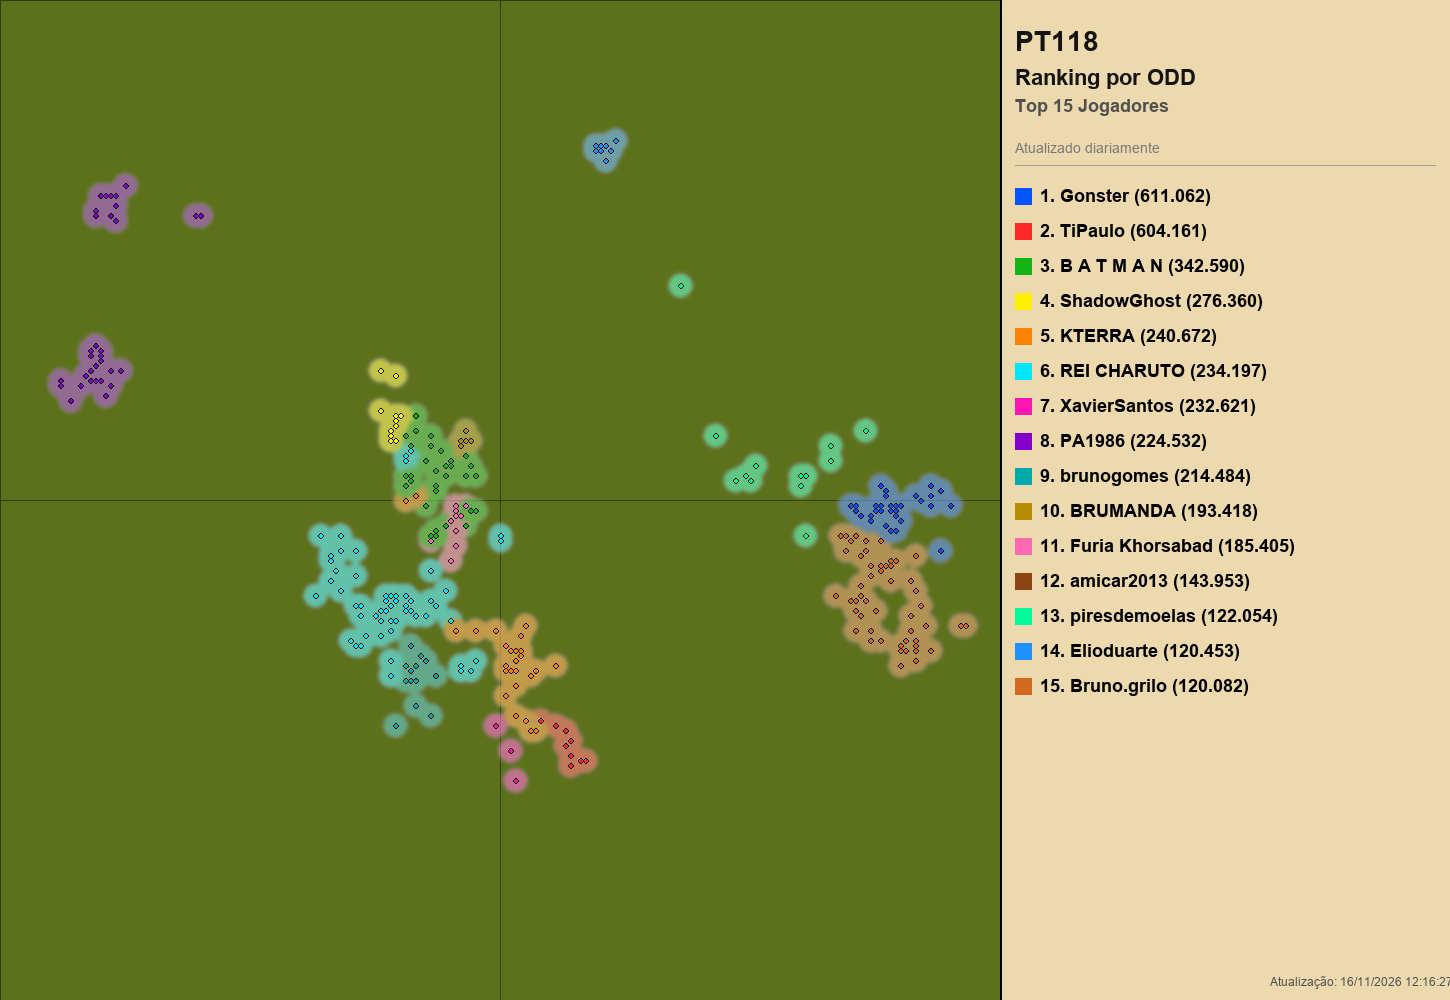 PT118
Ranking por ODD
Top 15 Jogadores
Atualizado diariamente
1. Gonster (611.062)
2. TiPaulo (604.161)
3. B A T M A N (342.590)
4. ShadowGhost (276.360)
5. KTERRA (240.672)
6. REI CHARUTO (234.197)
7. XavierSantos (232.621)
8. PA1986 (224.532)
9. brunogomes (214.484)
10. BRUMANDA (193.418)
11. Furia Khorsabad (185.405)
12. amicar2013 (143.953)
13. piresdemoelas (122.054)
14. Elioduarte (120.453)
15. Bruno.grilo (120.082)
Atualização: 16/11/2026 12:16:27